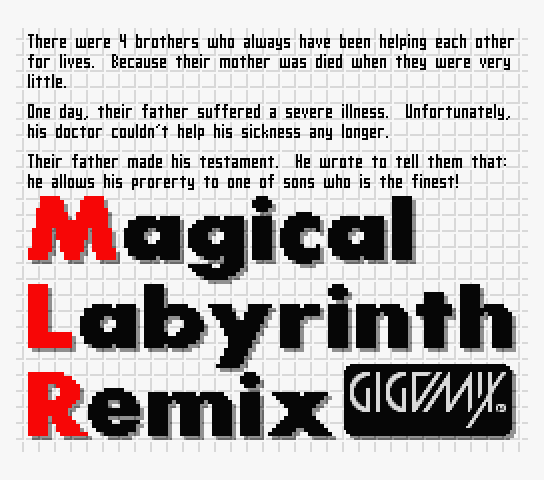 There were 4 brothers who always have been helping each other
for lives. Because their mother was died when they were very
little.
One day, their father suffered a severe illness. Unfortunately,
his doctor couldn't help his sickness any longer.
Their father made his testament. He wrote to tell them that:
he allows his prorerty to one of sons who is the finest!
Magical
Labyrinth
Remix
GIGAMIX